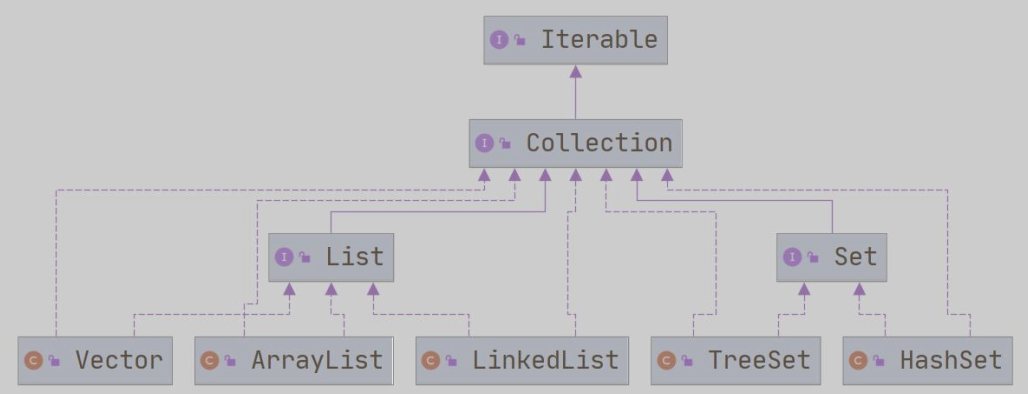 Iterable
Collection
List
Set
Vector
ArrayList
LinkedList
TreeSet
HashSet